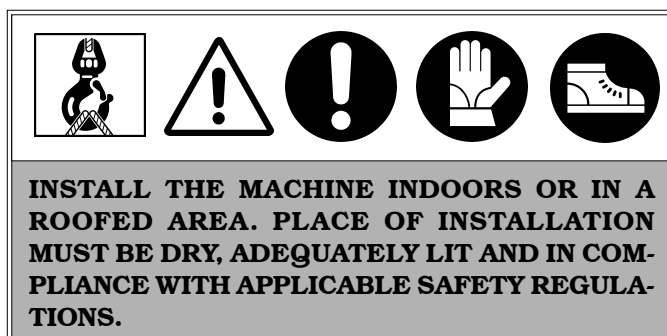 INSTALL THE MACHINE INDOORS OR IN A
ROOFED AREA. PLACE OF INSTALLATION
MUST BE DRY, ADEQUATELY LIT AND IN COM-
PLIANCE WITH APPLICABLE SAFETY REGULA-
TIONS.